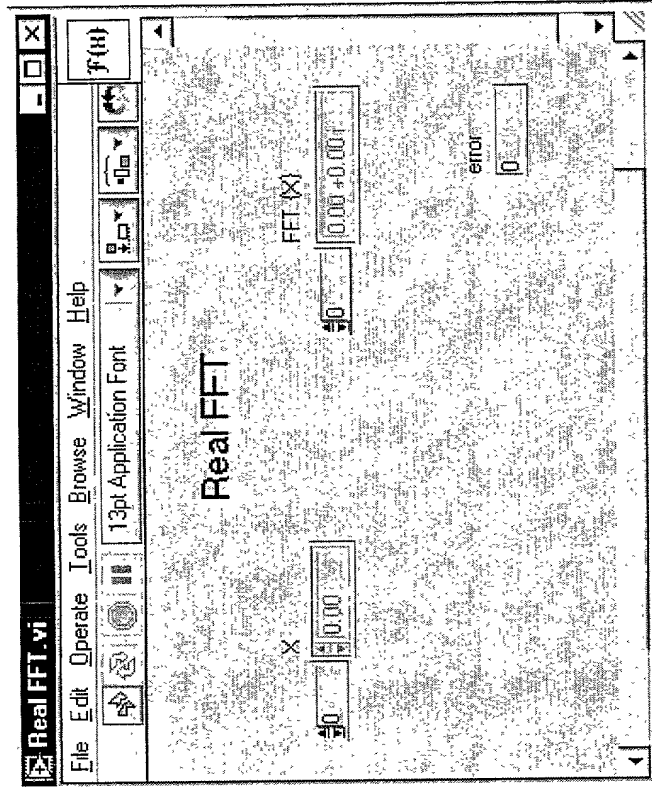 Real FFT.vi
File Edit Operate Tools Browse Window Help
13pt Application Font
F{x}
Real FFT
X
FFT {X}
0
0.00
0
0.00 +0.00 i
error
0